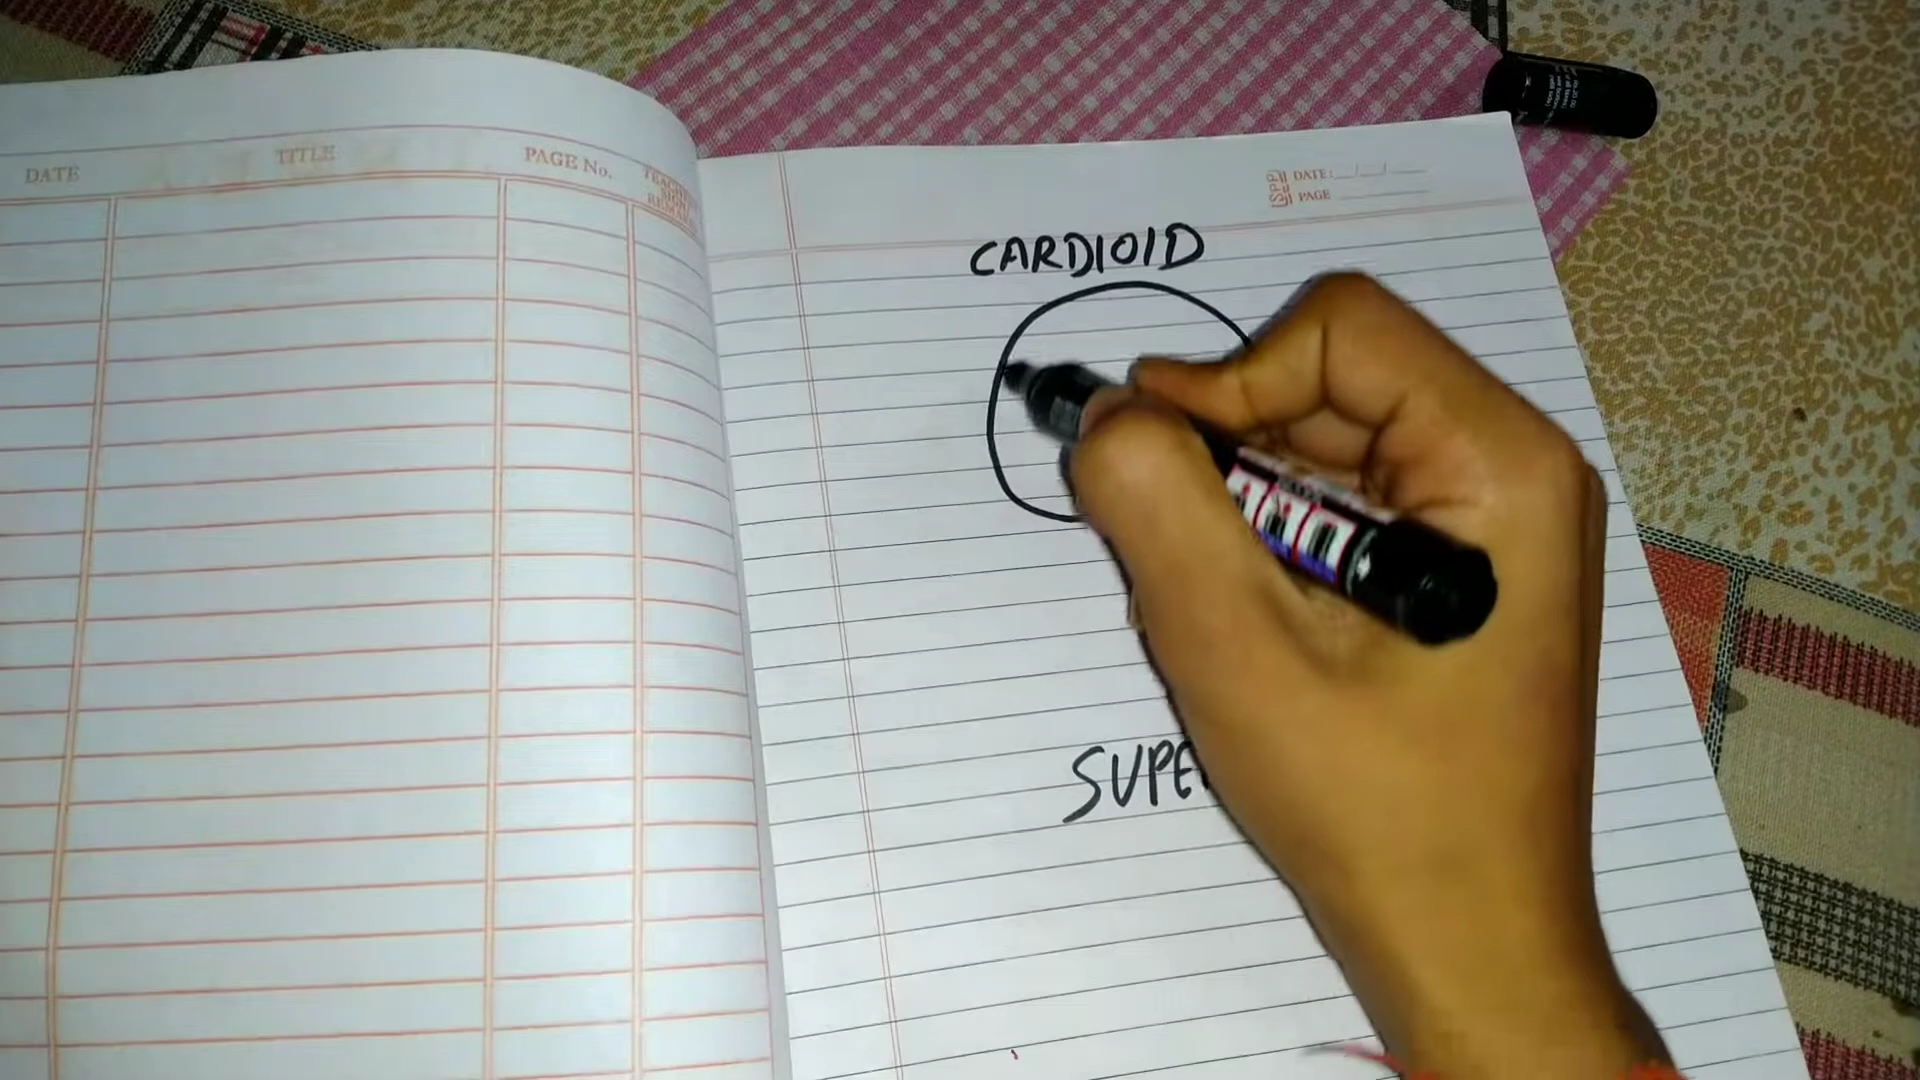 DATE
TITLE
PAGE No.
DATE:
PAGE
CARDIOID
SUPE